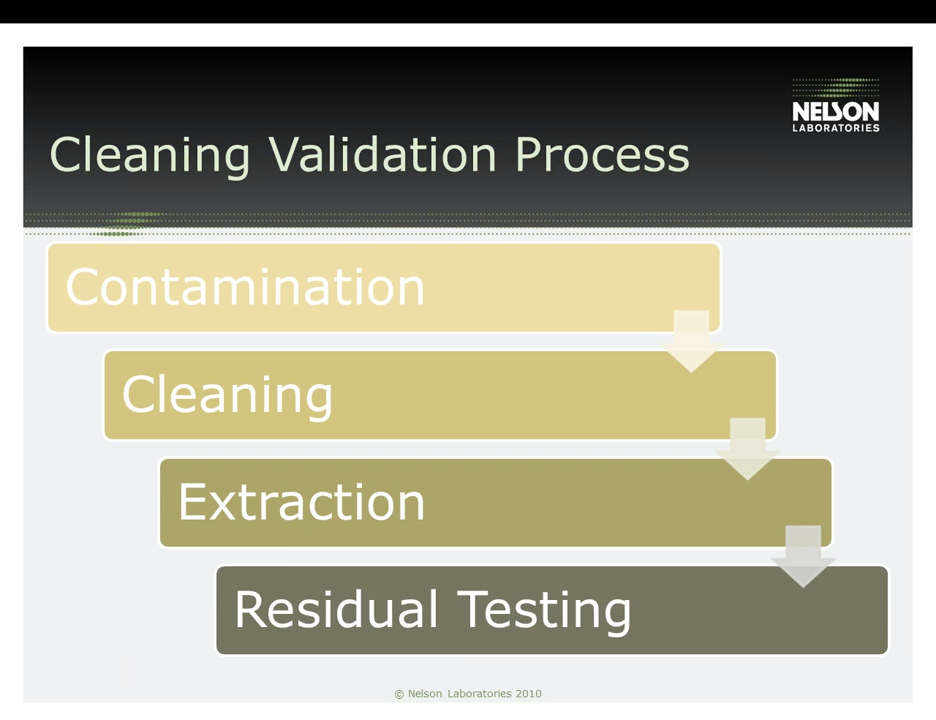 NELSON
LABORATORIES
Cleaning Validation Process
Contamination
Cleaning
Extraction
Residual Testing
© Nelson Laboratories 2010